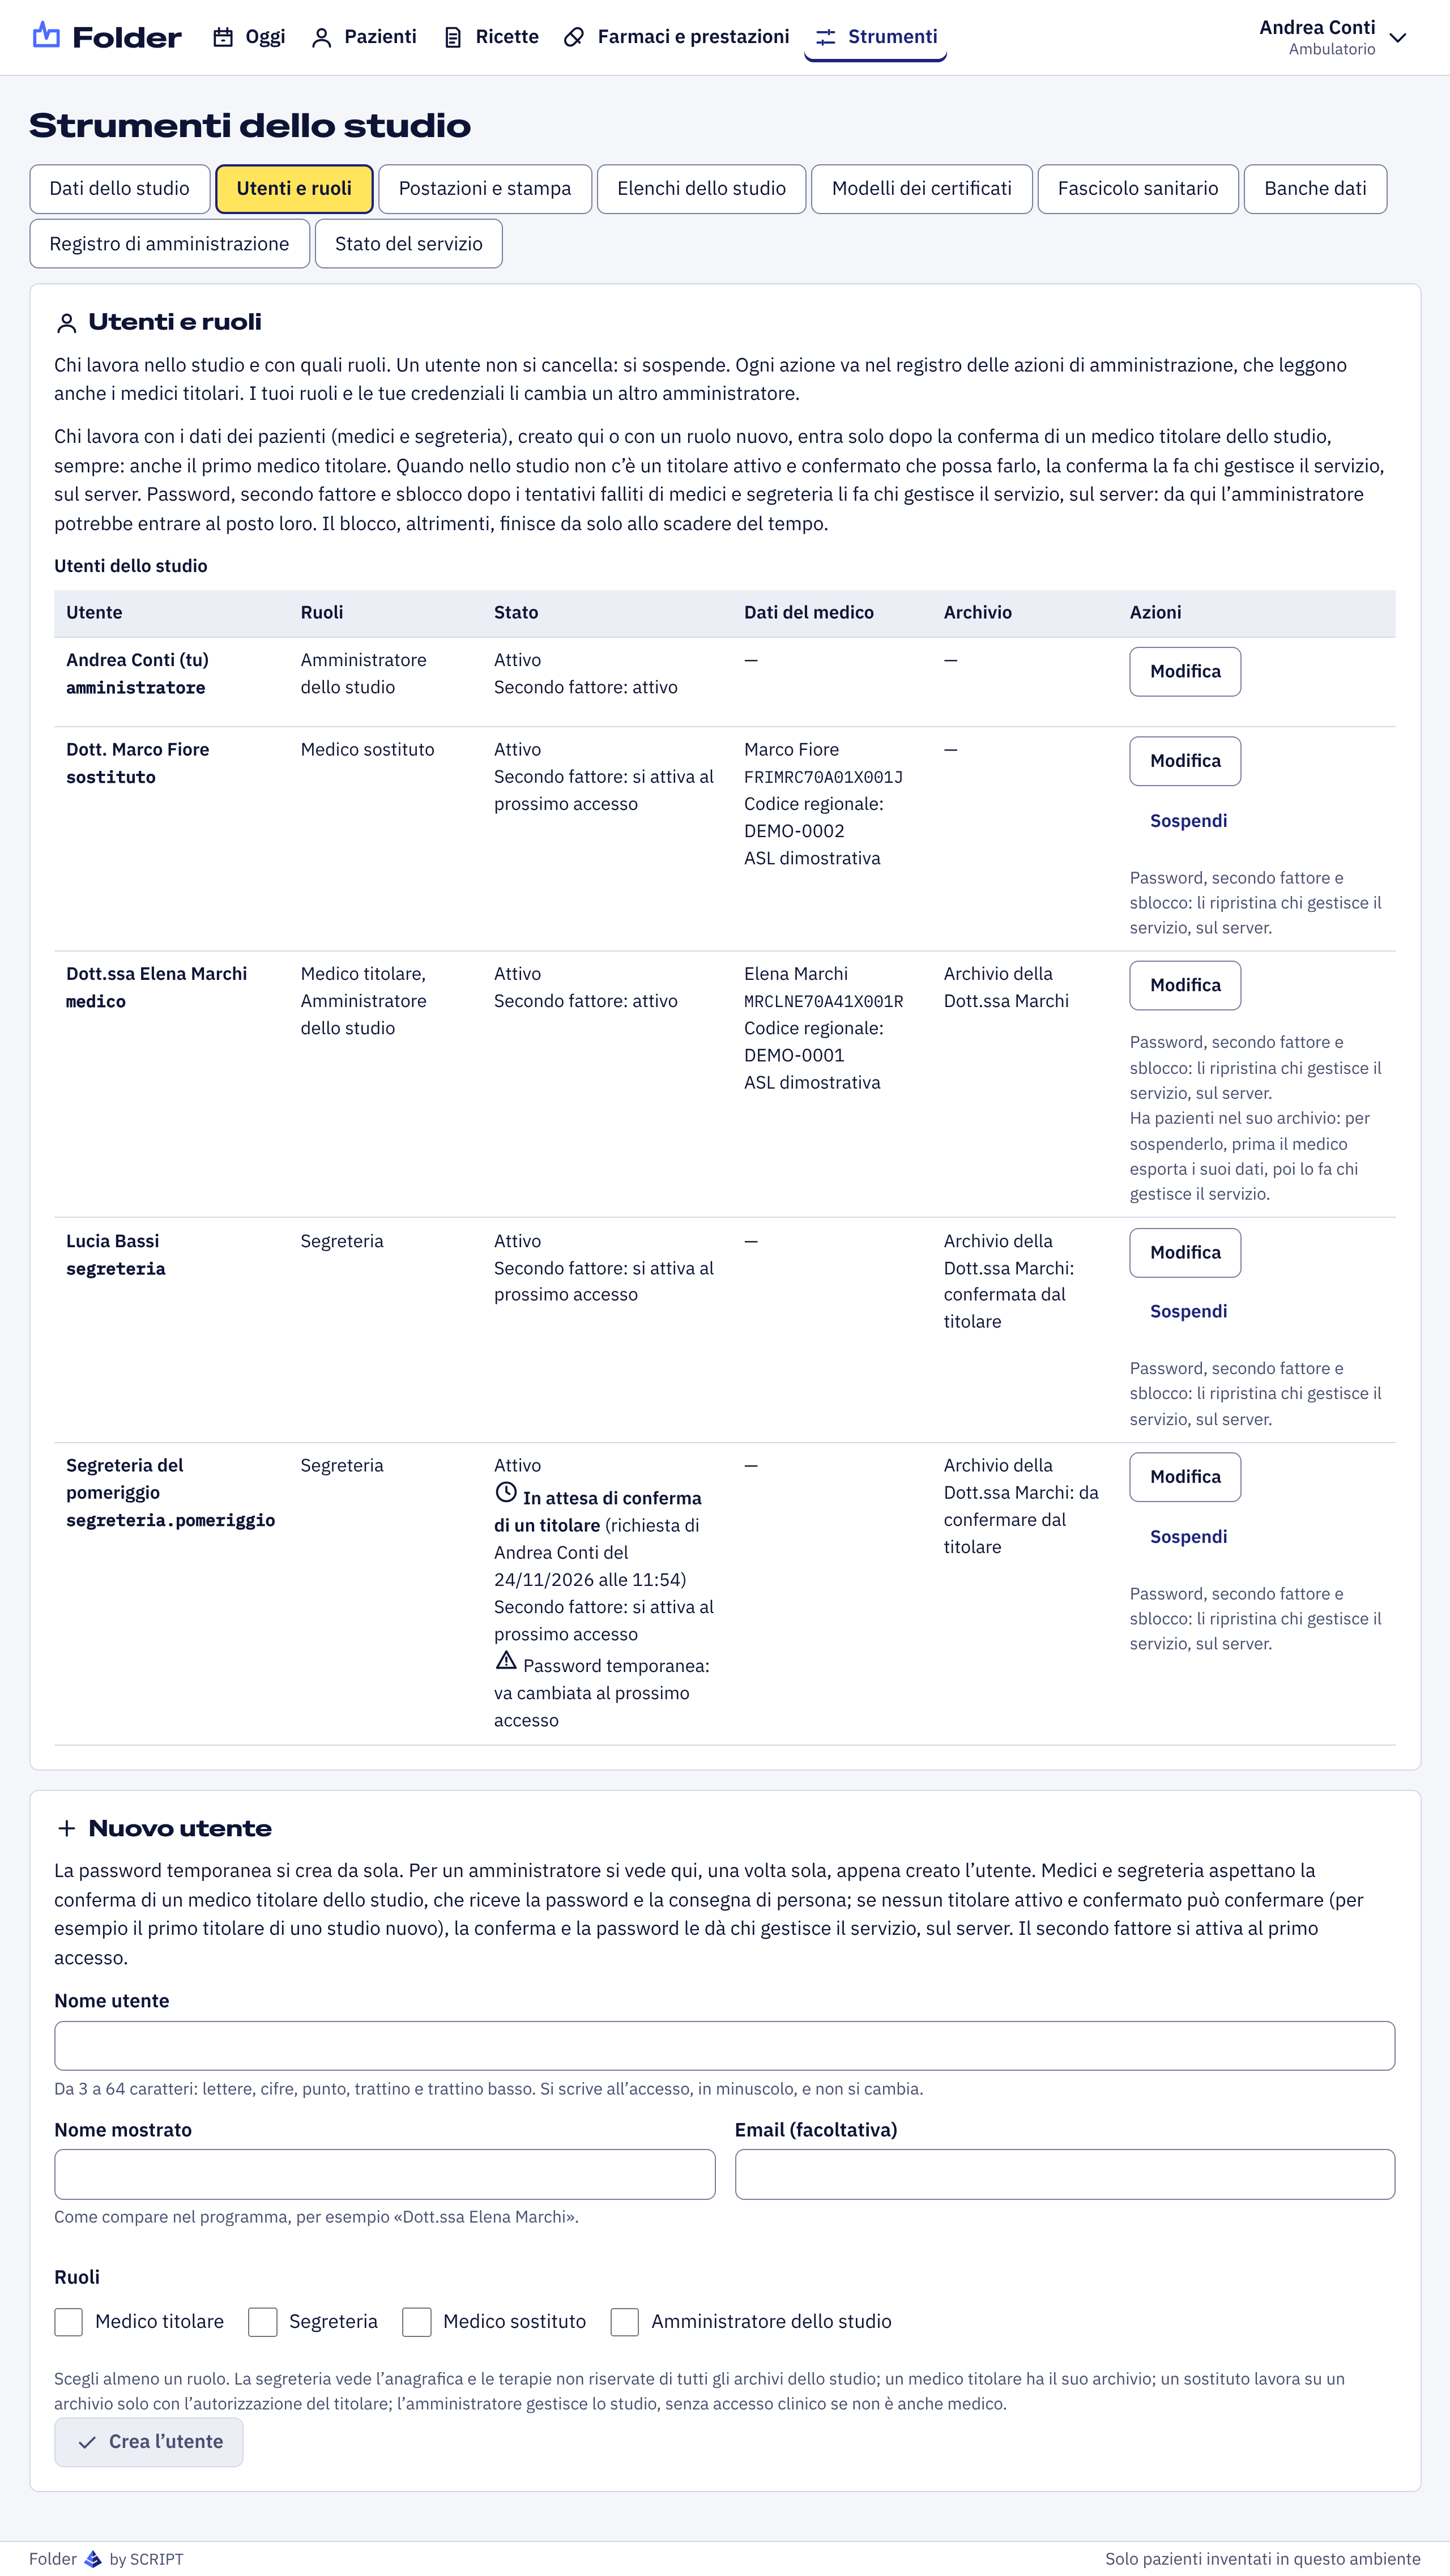 Folder
Oggi
Pazienti
Ricette
Farmaci e prestazioni
Strumenti
Andrea Conti
Ambulatorio
Strumenti dello studio
Dati dello studio
Utenti e ruoli
Postazioni e stampa
Elenchi dello studio
Modelli dei certificati
Fascicolo sanitario
Banche dati
Registro di amministrazione
Stato del servizio
Utenti e ruoli
Chi lavora nello studio e con quali ruoli. Un utente non si cancella: si sospende. Ogni azione va nel registro delle azioni di amministrazione, che leggono
anche i medici titolari. I tuoi ruoli e le tue credenziali li cambia un altro amministratore.
Chi lavora con i dati dei pazienti (medici e segreteria), creato qui o con un ruolo nuovo, entra solo dopo la conferma di un medico titolare dello studio,
sempre: anche il primo medico titolare. Quando nello studio non c’è un titolare attivo e confermato che possa farlo, la conferma la fa chi gestisce il servizio,
sul server. Password, secondo fattore e sblocco dopo i tentativi falliti di medici e segreteria li fa chi gestisce il servizio, sul server: da qui l’amministratore
potrebbe entrare al posto loro. Il blocco, altrimenti, finisce da solo allo scadere del tempo.
Utenti dello studio
Utente
Ruoli
Stato
Dati del medico
Archivio
Azioni
Andrea Conti (tu)
amministratore
Amministratore
dello studio
Attivo
Secondo fattore: attivo
—
—
Modifica
Dott. Marco Fiore
sostituto
Medico sostituto
Attivo
Secondo fattore: si attiva al
prossimo accesso
Marco Fiore
FRIMRC70A01X001J
Codice regionale:
DEMO-0002
ASL dimostrativa
—
Modifica
Sospendi
Password, secondo fattore e
sblocco: li ripristina chi gestisce il
servizio, sul server.
Dott.ssa Elena Marchi
medico
Medico titolare,
Amministratore
dello studio
Attivo
Secondo fattore: attivo
Elena Marchi
MRCLNE70A41X001R
Codice regionale:
DEMO-0001
ASL dimostrativa
Archivio della
Dott.ssa Marchi
Modifica
Password, secondo fattore e
sblocco: li ripristina chi gestisce il
servizio, sul server.
Ha pazienti nel suo archivio: per
sospenderlo, prima il medico
esporta i suoi dati, poi lo fa chi
gestisce il servizio.
Lucia Bassi
segreteria
Segreteria
Attivo
Secondo fattore: si attiva al
prossimo accesso
—
Archivio della
Dott.ssa Marchi:
confermata dal
titolare
Modifica
Sospendi
Password, secondo fattore e
sblocco: li ripristina chi gestisce il
servizio, sul server.
Segreteria del
pomeriggio
segreteria.pomeriggio
Segreteria
Attivo
In attesa di conferma
di un titolare (richiesta di
Andrea Conti del
24/11/2026 alle 11:54)
Secondo fattore: si attiva al
prossimo accesso
Password temporanea:
va cambiata al prossimo
accesso
—
Archivio della
Dott.ssa Marchi: da
confermare dal
titolare
Modifica
Sospendi
Password, secondo fattore e
sblocco: li ripristina chi gestisce il
servizio, sul server.
Nuovo utente
La password temporanea si crea da sola. Per un amministratore si vede qui, una volta sola, appena creato l’utente. Medici e segreteria aspettano la
conferma di un medico titolare dello studio, che riceve la password e la consegna di persona; se nessun titolare attivo e confermato può confermare (per
esempio il primo titolare di uno studio nuovo), la conferma e la password le dà chi gestisce il servizio, sul server. Il secondo fattore si attiva al primo
accesso.
Nome utente
Da 3 a 64 caratteri: lettere, cifre, punto, trattino e trattino basso. Si scrive all’accesso, in minuscolo, e non si cambia.
Nome mostrato
Email (facoltativa)
Come compare nel programma, per esempio «Dott.ssa Elena Marchi».
Ruoli
Medico titolare
Segreteria
Medico sostituto
Amministratore dello studio
Scegli almeno un ruolo. La segreteria vede l’anagrafica e le terapie non riservate di tutti gli archivi dello studio; un medico titolare ha il suo archivio; un sostituto lavora su un
archivio solo con l’autorizzazione del titolare; l’amministratore gestisce lo studio, senza accesso clinico se non è anche medico.
Crea l’utente
Folder by SCRIPT
Solo pazienti inventati in questo ambiente